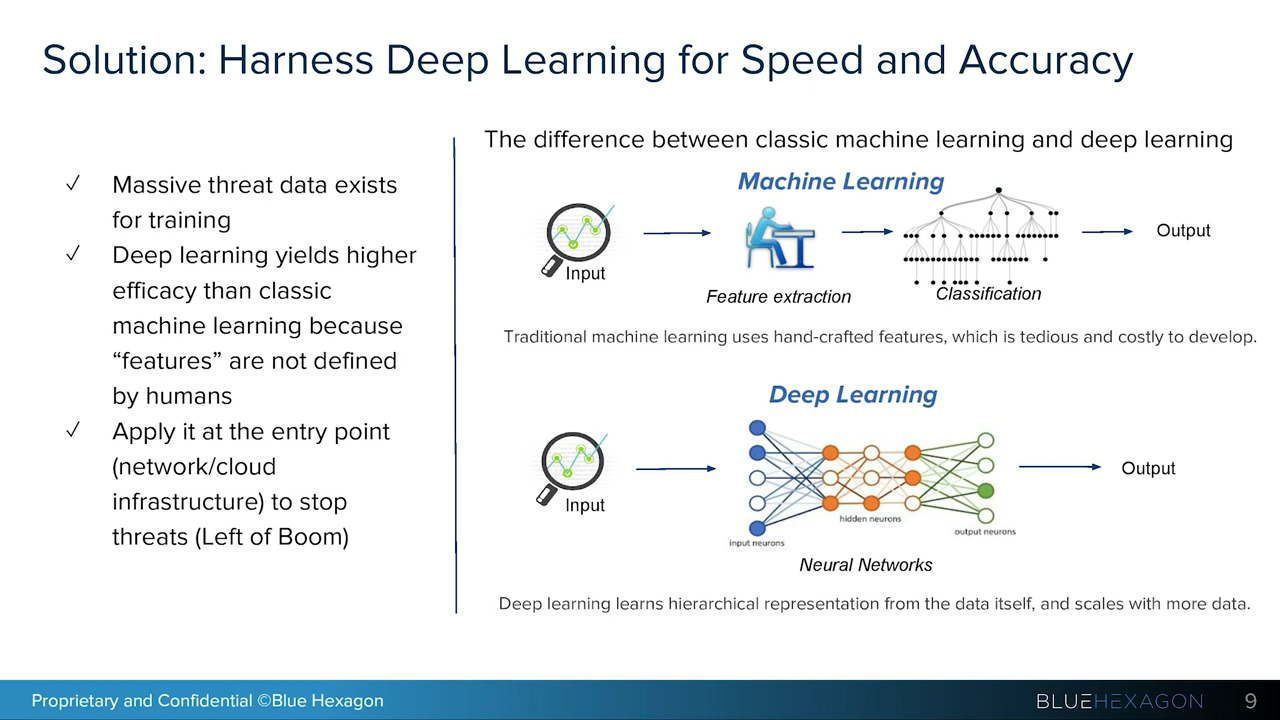 Solution: Harness Deep Learning for Speed and Accuracy
✓ Massive threat data exists
for training
✓ Deep learning yields higher
efficacy than classic
machine learning because
“features” are not defined
by humans
✓ Apply it at the entry point
(network/cloud
infrastructure) to stop
threats (Left of Boom)
The difference between classic machine learning and deep learning
Machine Learning
Input
Feature extraction
Classification
Output
Traditional machine learning uses hand-crafted features, which is tedious and costly to develop.
Deep Learning
Input
input neurons
hidden neurons
output neurons
Output
Neural Networks
Deep learning learns hierarchical representation from the data itself, and scales with more data.
Proprietary and Confidential ©Blue Hexagon
BLUEHEXAGON
9